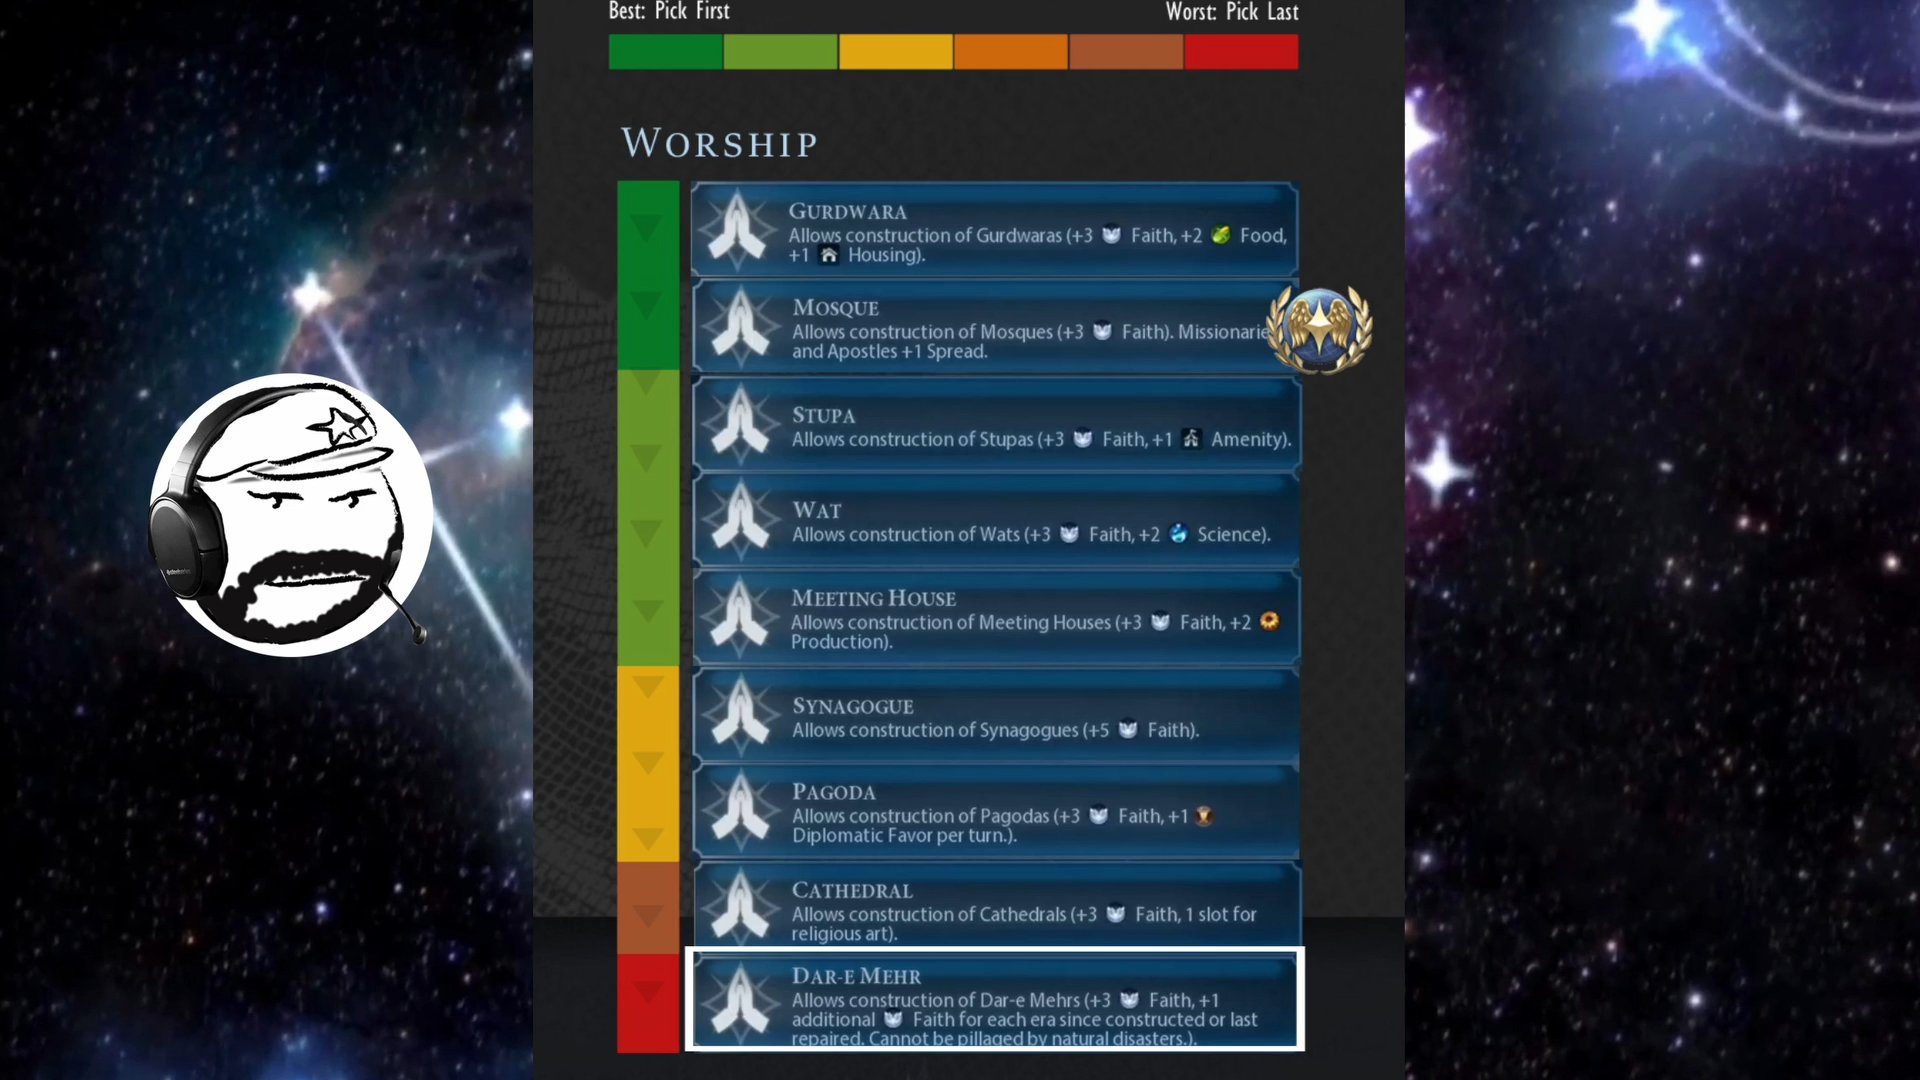 Best: Pick First
Worst: Pick Last
WORSHIP
GURDWARA
Allows construction of Gurdwaras (+3 Faith, +2 Food,
+1 Housing).
MOSQUE
Allows construction of Mosques (+3 Faith). Missionarie
and Apostles +1 Spread.
STUPA
Allows construction of Stupas (+3 Faith, +1 Amenity).
WAT
Allows construction of Wats (+3 Faith, +2 Science).
MEETING HOUSE
Allows construction of Meeting Houses (+3 Faith, +2
Production).
SYNAGOGUE
Allows construction of Synagogues (+5 Faith).
PAGODA
Allows construction of Pagodas (+3 Faith, +1
Diplomatic Favor per turn.).
CATHEDRAL
Allows construction of Cathedrals (+3 Faith, 1 slot for
religious art).
DAR-E MEHR
Allows construction of Dar-e Mehrs (+3 Faith, +1
additional Faith for each era since constructed or last
repaired. Cannot be pillaged by natural disasters.).